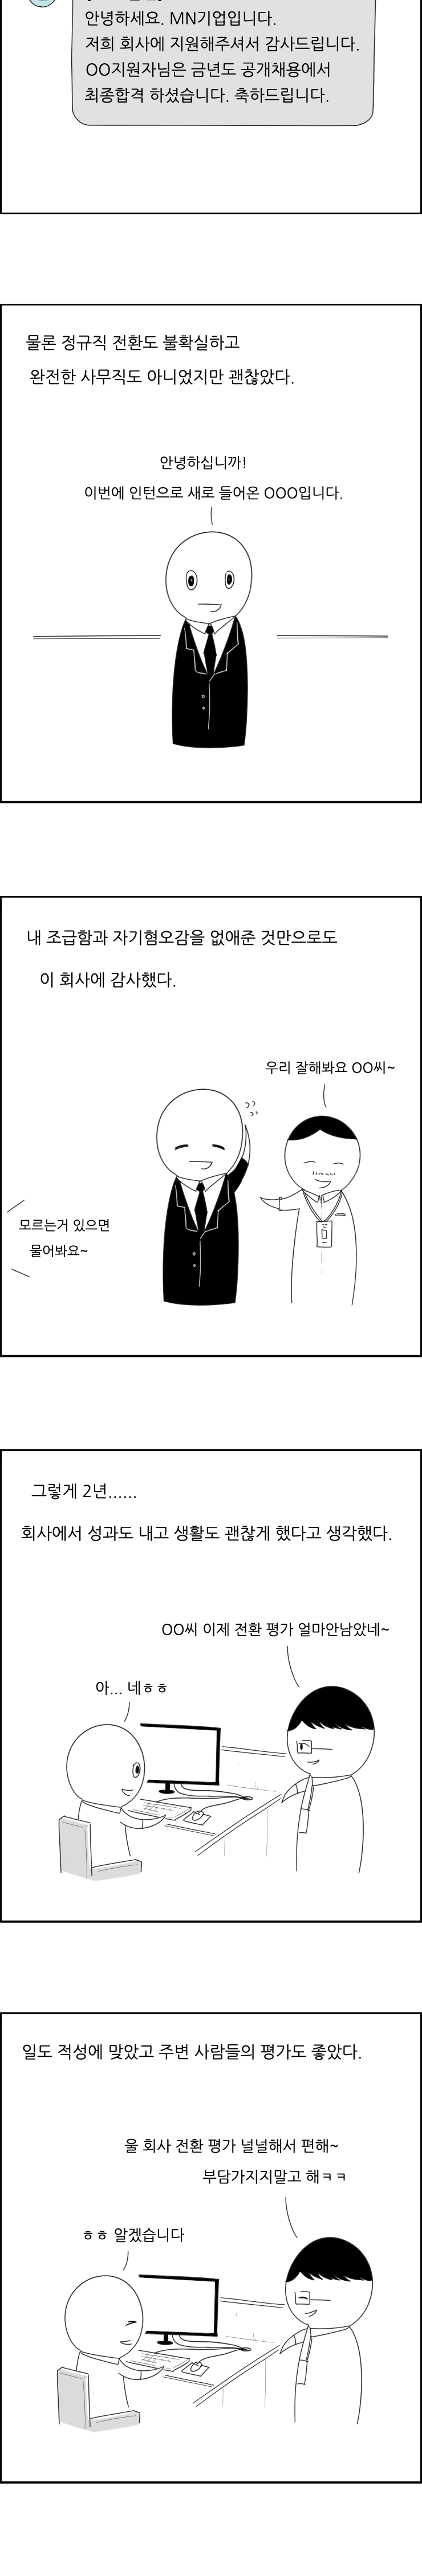 안녕하세요. MN기업입니다.
저희 회사에 지원해주셔서 감사드립니다.
OO지원자님은 금년도 공개채용에서
최종합격 하셨습니다. 축하드립니다.
물론 정규직 전환도 불확실하고
완전한 사무직도 아니었지만 괜찮았다.
안녕하십니까!
이번에 인턴으로 새로 들어온 OOO입니다.
내 조급함과 자기혐오감을 없애준 것만으로도
이 회사에 감사했다.
우리 잘해봐요 OO씨~
모르는거 있으면
물어봐요~
그렇게 2년......
회사에서 성과도 내고 생활도 괜찮게 했다고 생각했다.
OO씨 이제 전환 평가 얼마안남았네~
아... 네ㅎㅎ
일도 적성에 맞았고 주변 사람들의 평가도 좋았다.
울 회사 전환 평가 널널해서 편해~
부담가지지말고 해ㅋㅋ
ㅎㅎ 알겠습니다